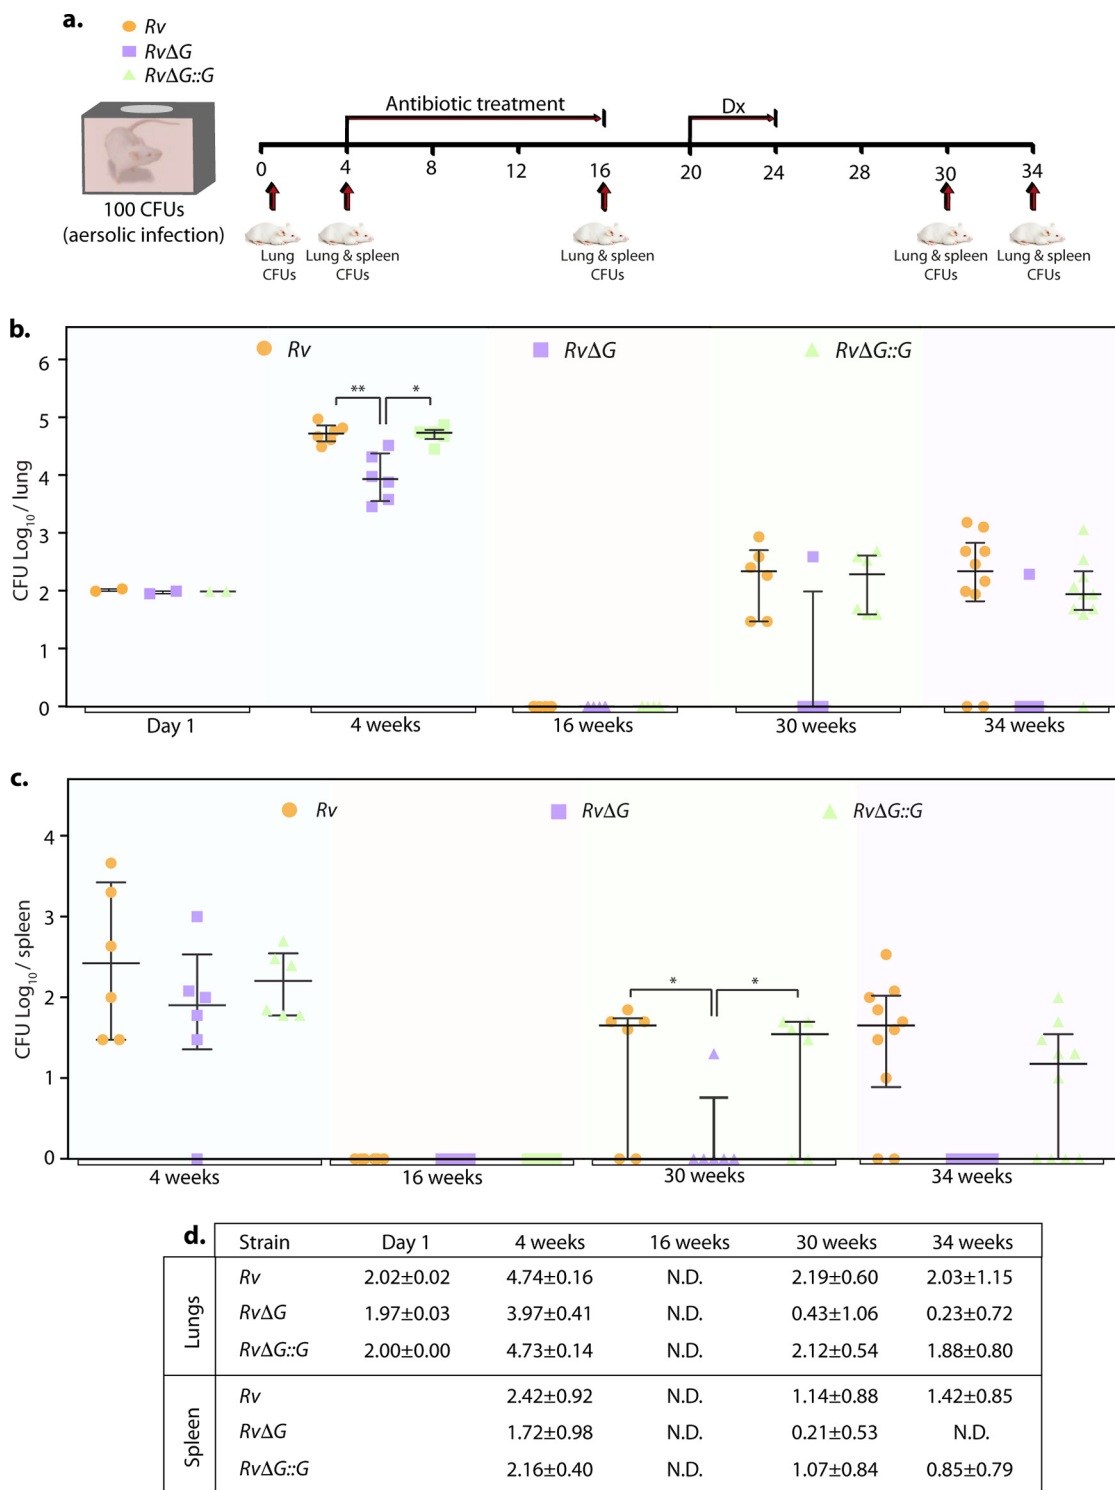 a.
Rv
RvΔG
RvΔG::G
Antibiotic treatment
Dx
0 4 8 12 16 20 24 28 30 34
100 CFUs
(aersolic infection)
Lung
CFUs
Lung & spleen
CFUs
Lung & spleen
CFUs
Lung & spleen
CFUs
Lung & spleen
CFUs
b.
Rv RvΔG RvΔG::G
CFU Log10 / lung
6
5
4
3
2
1
0
** *
Day 1 4 weeks 16 weeks 30 weeks 34 weeks
c.
Rv RvΔG RvΔG::G
CFU Log10 / spleen
4
3
2
1
0
* *
4 weeks 16 weeks 30 weeks 34 weeks
d.
Strain Day 1 4 weeks 16 weeks 30 weeks 34 weeks
Lungs
Rv 2.02±0.02 4.74±0.16 N.D. 2.19±0.60 2.03±1.15
RvΔG 1.97±0.03 3.97±0.41 N.D. 0.43±1.06 0.23±0.72
RvΔG::G 2.00±0.00 4.73±0.14 N.D. 2.12±0.54 1.88±0.80
Spleen
Rv 2.42±0.92 N.D. 1.14±0.88 1.42±0.85
RvΔG 1.72±0.98 N.D. 0.21±0.53 N.D.
RvΔG::G 2.16±0.40 N.D. 1.07±0.84 0.85±0.79